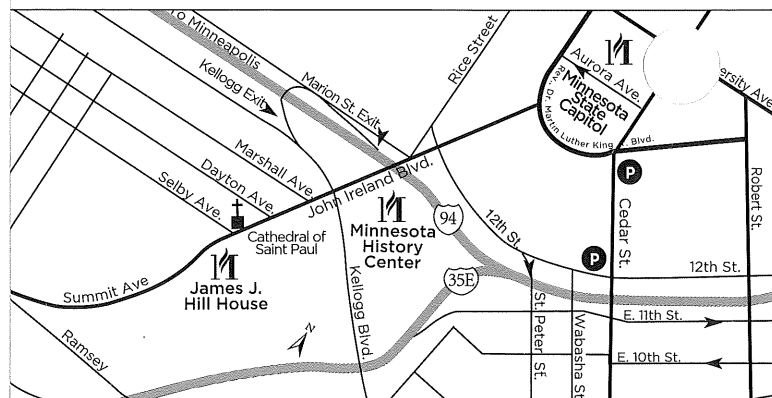 To Minneapolis
Kellogg Exit
Marion St. Exit
Rice Street
Aurora Ave.
Rev. Dr. Martin Luther King Blvd.
Minnesota
State
Capitol
Ave
Marshall Ave.
Dayton Ave.
Selby Ave.
John Ireland Blvd.
P
Cathedral of
Saint Paul
Minnesota
History
Center
94
12th St.
P
Cedar St.
Robert St.
12th St.
James J.
Hill House
Summit Ave
35E
Kellogg Blvd.
N
St. Peter St.
Wabasha St
E. 11th St.
E. 10th St.
Ramsey